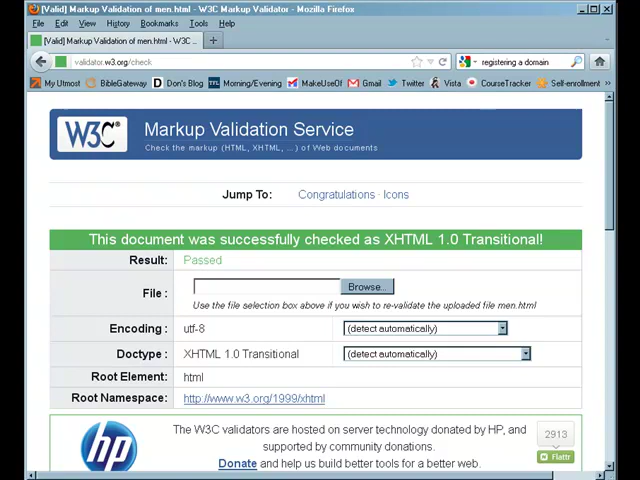 [Valid] Markup Validation of men.html - W3C Markup Validator - Mozilla Firefox
File Edit View History Bookmarks Tools Help
[Valid] Markup Validation of men.html - W3C ...
validator.w3.org/check
registering a domain
My Utmost BibleGateway Don's Blog Morning/Evening MakeUseOf Gmail Twitter Vista CourseTracker Self-enrollment
W3C® Markup Validation Service
Check the markup (HTML, XHTML, ...) of Web documents
Jump To: Congratulations · Icons
This document was successfully checked as XHTML 1.0 Transitional!
Result: Passed
File : Browse...
Use the file selection box above if you wish to re-validate the uploaded file men.html
Encoding : utf-8 (detect automatically)
Doctype : XHTML 1.0 Transitional (detect automatically)
Root Element: html
Root Namespace: http://www.w3.org/1999/xhtml
hp
The W3C validators are hosted on server technology donated by HP, and
supported by community donations.
Donate and help us build better tools for a better web.
2913
Flattr